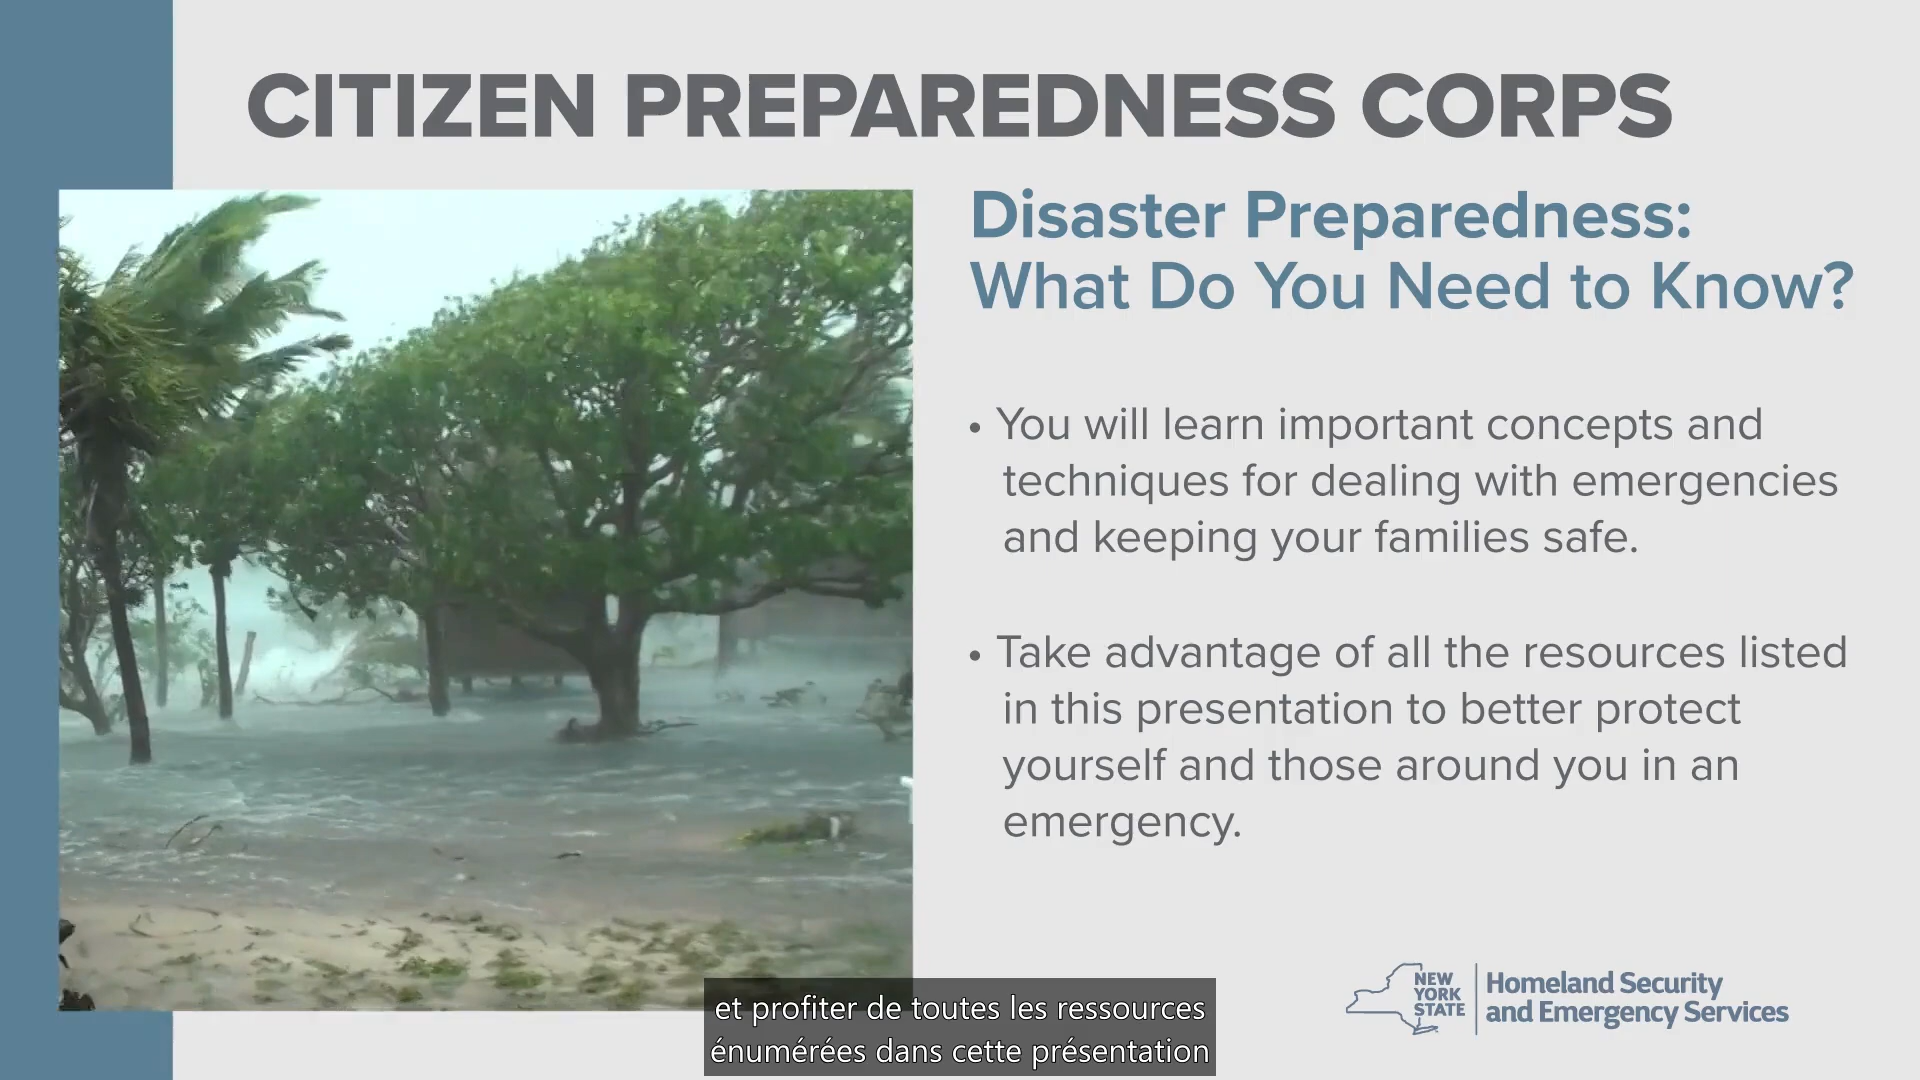 CITIZEN PREPAREDNESS CORPS
Disaster Preparedness:
What Do You Need to Know?
• You will learn important concepts and
techniques for dealing with emergencies
and keeping your families safe.
• Take advantage of all the resources listed
in this presentation to better protect
yourself and those around you in an
emergency.
NEW
YORK
STATE
Homeland Security
and Emergency Services
et profiter de toutes les ressources
énumérées dans cette présentation